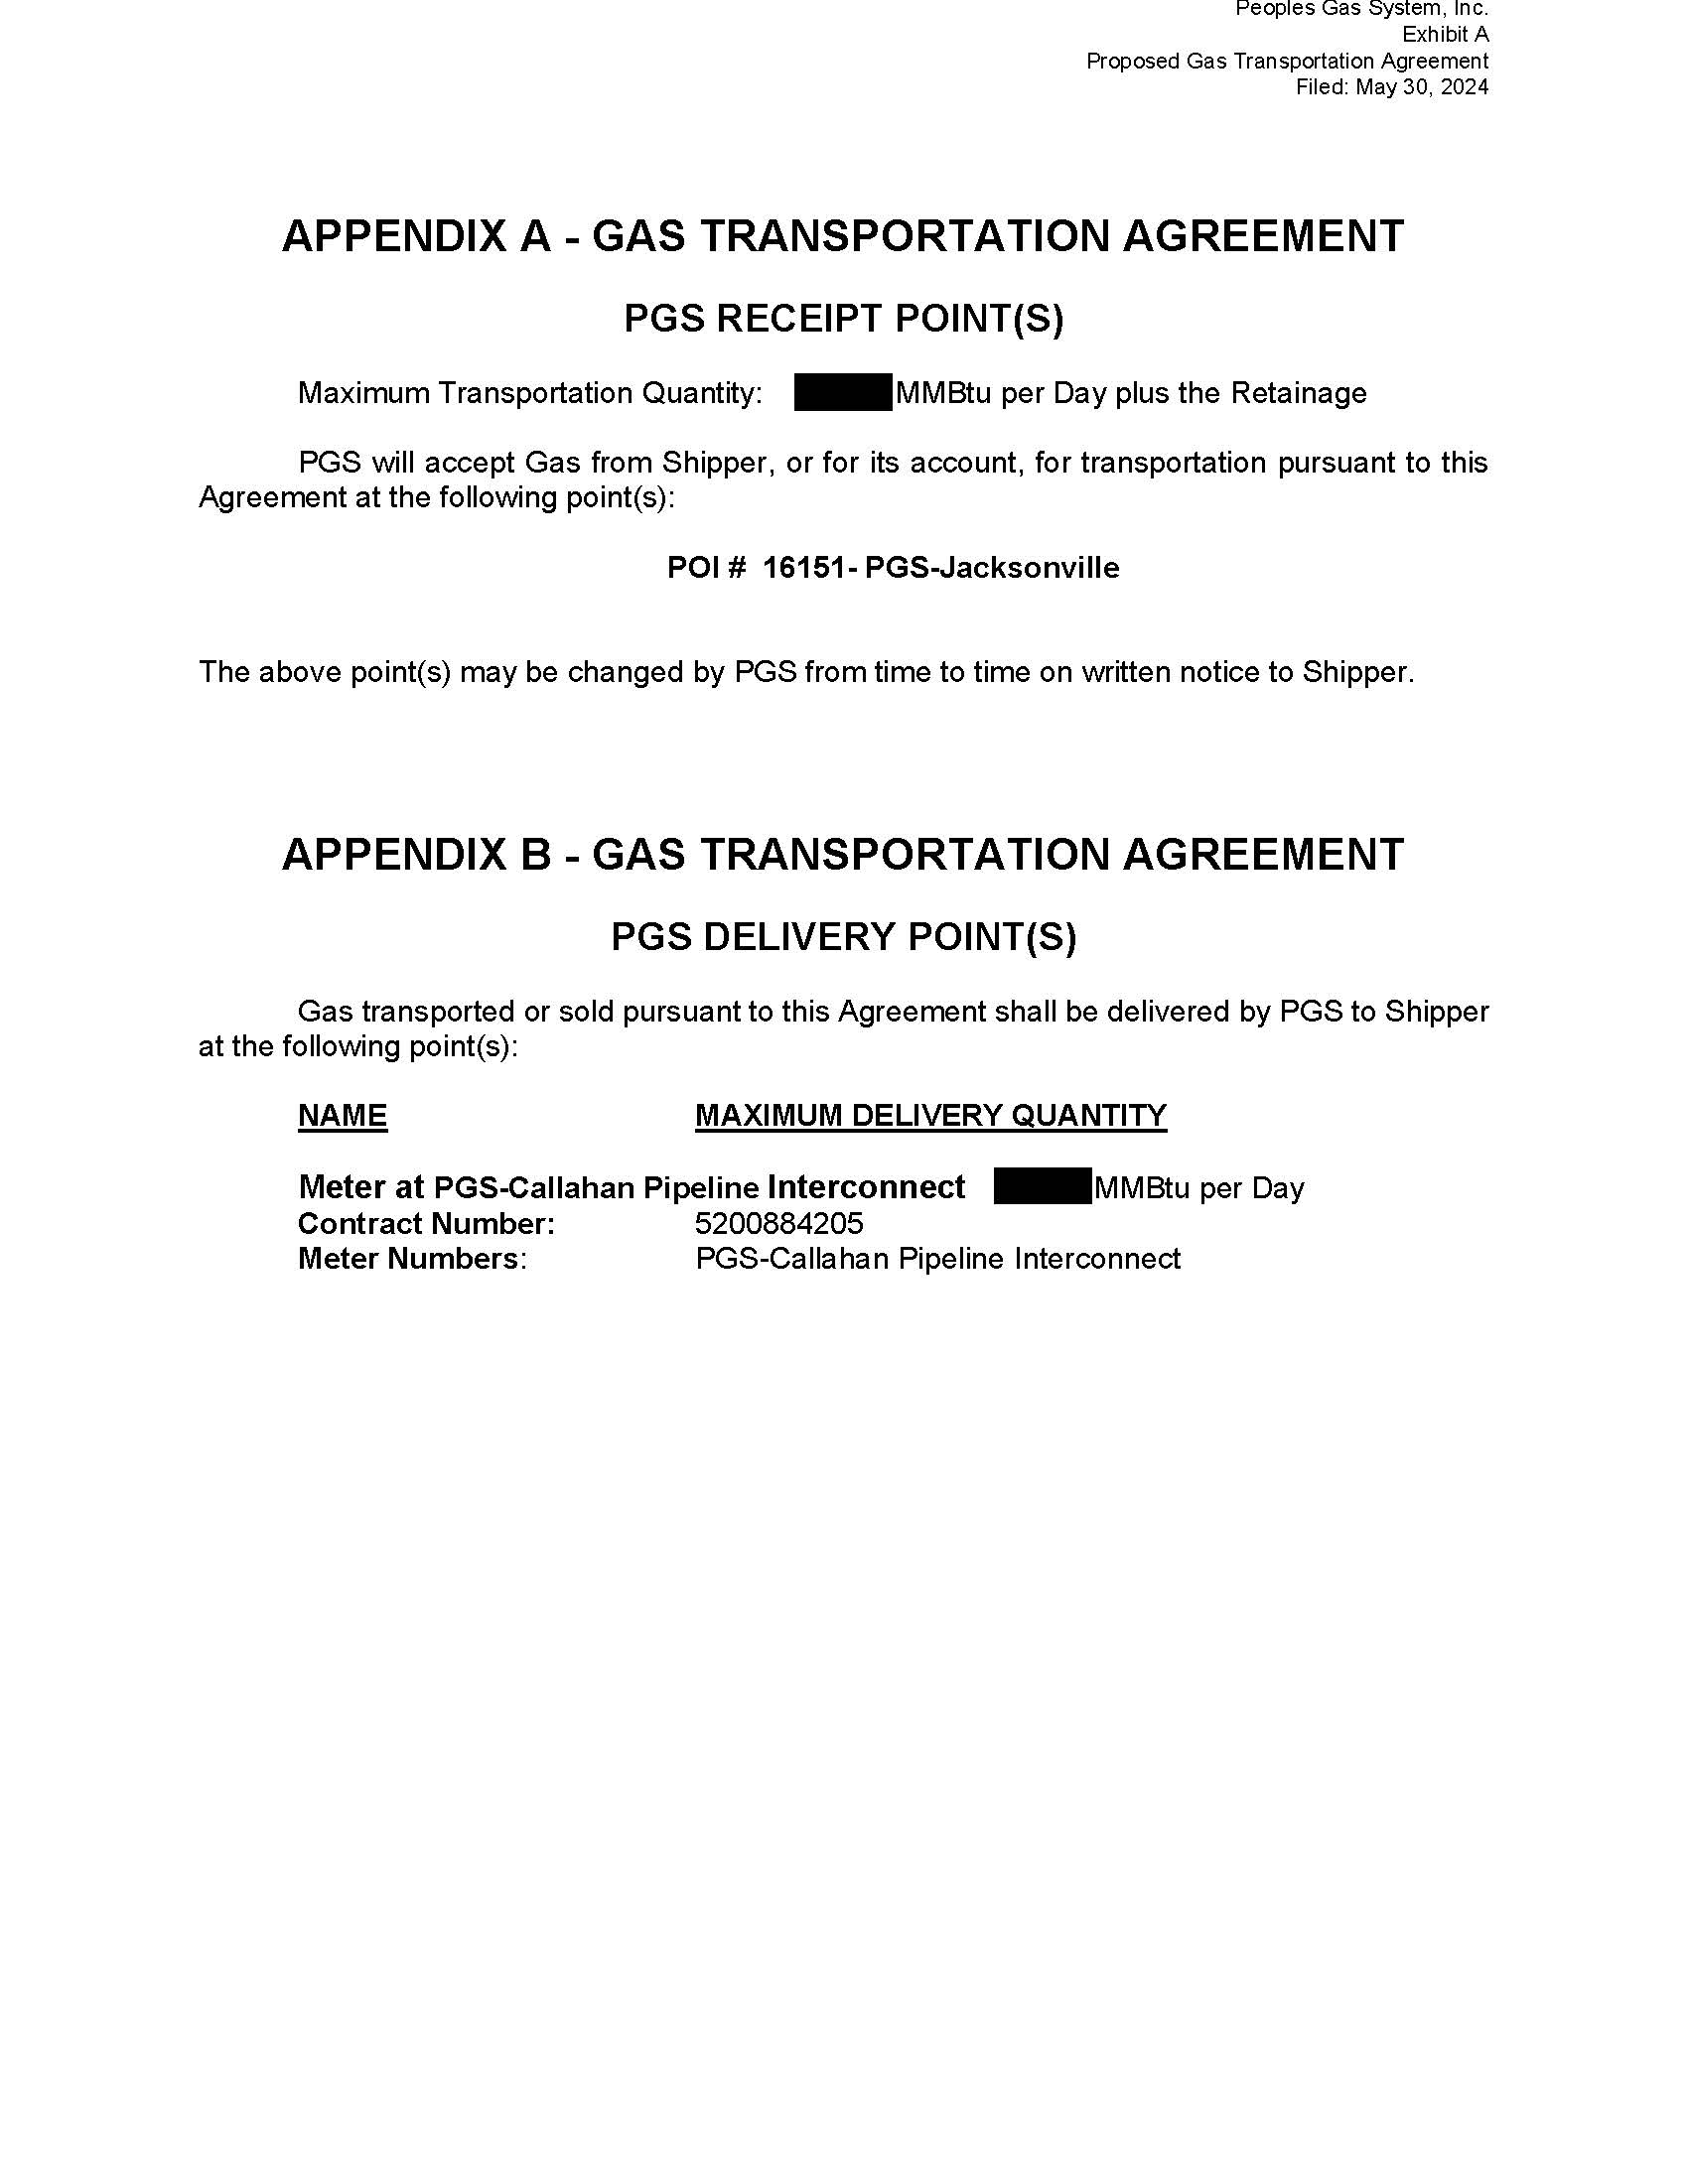 Peoples Gas System, Inc.
Exhibit A
Proposed Gas Transportation Agreement
Filed: May 30, 2024
APPENDIX A - GAS TRANSPORTATION AGREEMENT
PGS RECEIPT POINT(S)
Maximum Transportation Quantity: MMBtu per Day plus the Retainage
PGS will accept Gas from Shipper, or for its account, for transportation pursuant to this
Agreement at the following point(s):
POI # 16151- PGS-Jacksonville
The above point(s) may be changed by PGS from time to time on written notice to Shipper.
APPENDIX B - GAS TRANSPORTATION AGREEMENT
PGS DELIVERY POINT(S)
Gas transported or sold pursuant to this Agreement shall be delivered by PGS to Shipper
at the following point(s):
NAME MAXIMUM DELIVERY QUANTITY
Meter at PGS-Callahan Pipeline Interconnect MMBtu per Day
Contract Number: 5200884205
Meter Numbers: PGS-Callahan Pipeline Interconnect